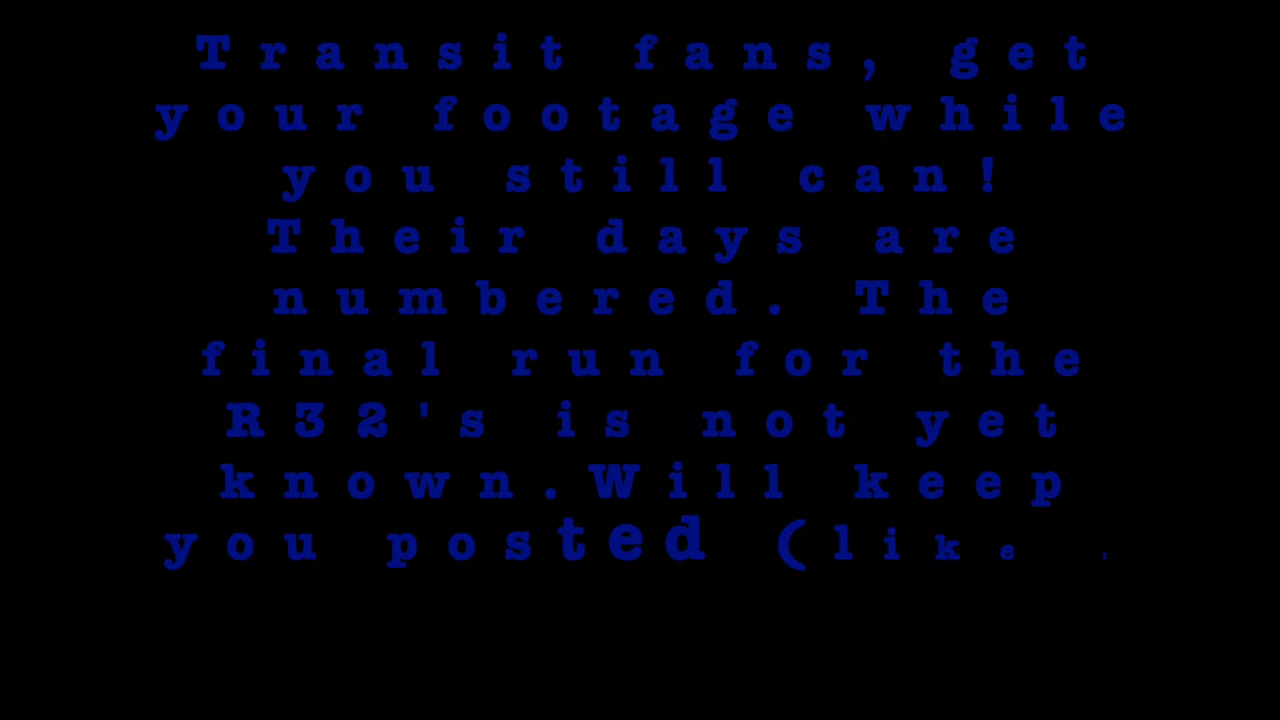 Transit fans, get
your footage while
you still can!
Their days are
numbered. The
final run for the
R32's is not yet
known.Will keep
you posted (like